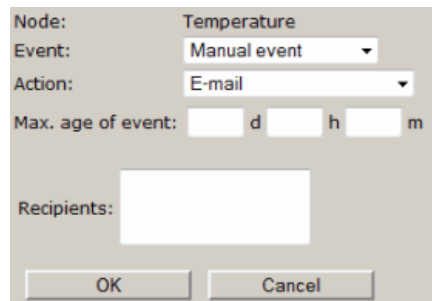 Node: Temperature
Event: Manual event
Action: E-mail
Max. age of event: d h m
Recipients:
OK Cancel